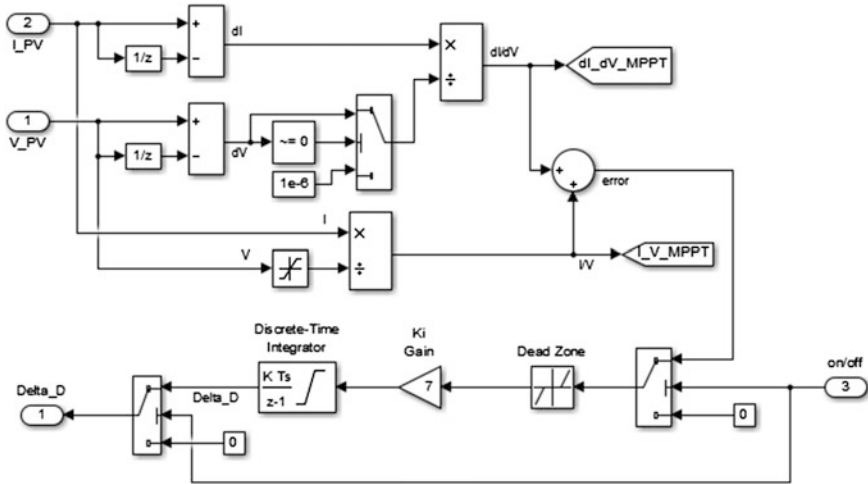 2
I_PV
1/z
+
−
dI
×
÷
dI/dV
dI_dV_MPPT
1
V_PV
1/z
+
−
dV
~= 0
1e-6
+
+
error
I
V
×
÷
I/V
I_V_MPPT
Discrete-Time
Integrator
Ki
Gain
Dead Zone
on/off
Delta_D
1
Delta_D
K Ts
z-1
7
3
0
0